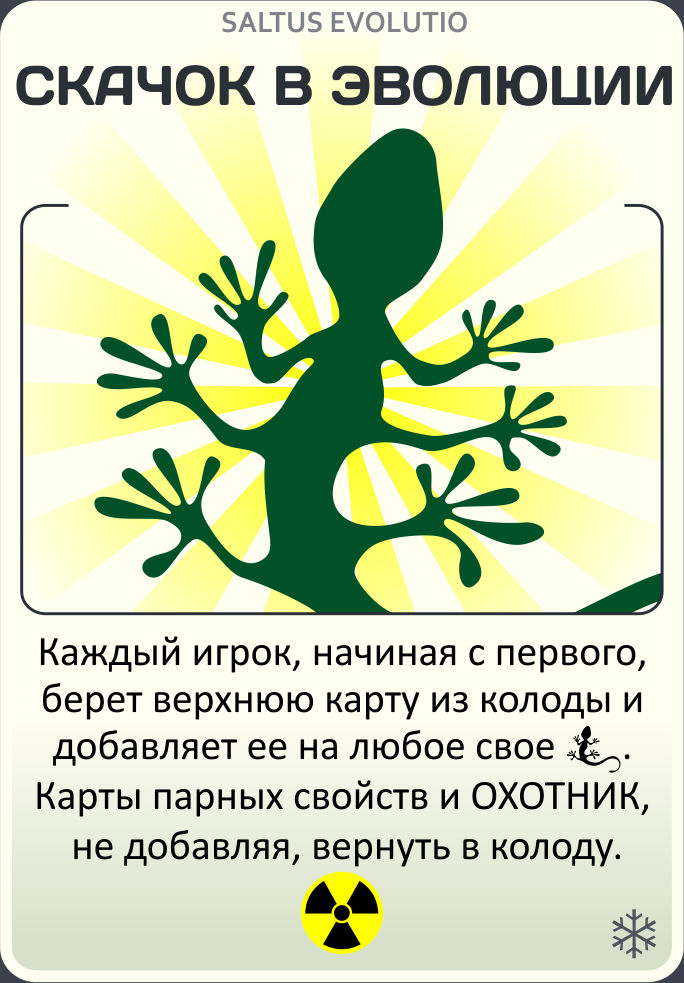 SALTUS EVOLUTIO
СКАЧОК В ЭВОЛЮЦИИ
Каждый игрок, начиная с первого,
берет верхнюю карту из колоды и
добавляет ее на любое свое .
Карты парных свойств и ОХОТНИК,
не добавляя, вернуть в колоду.